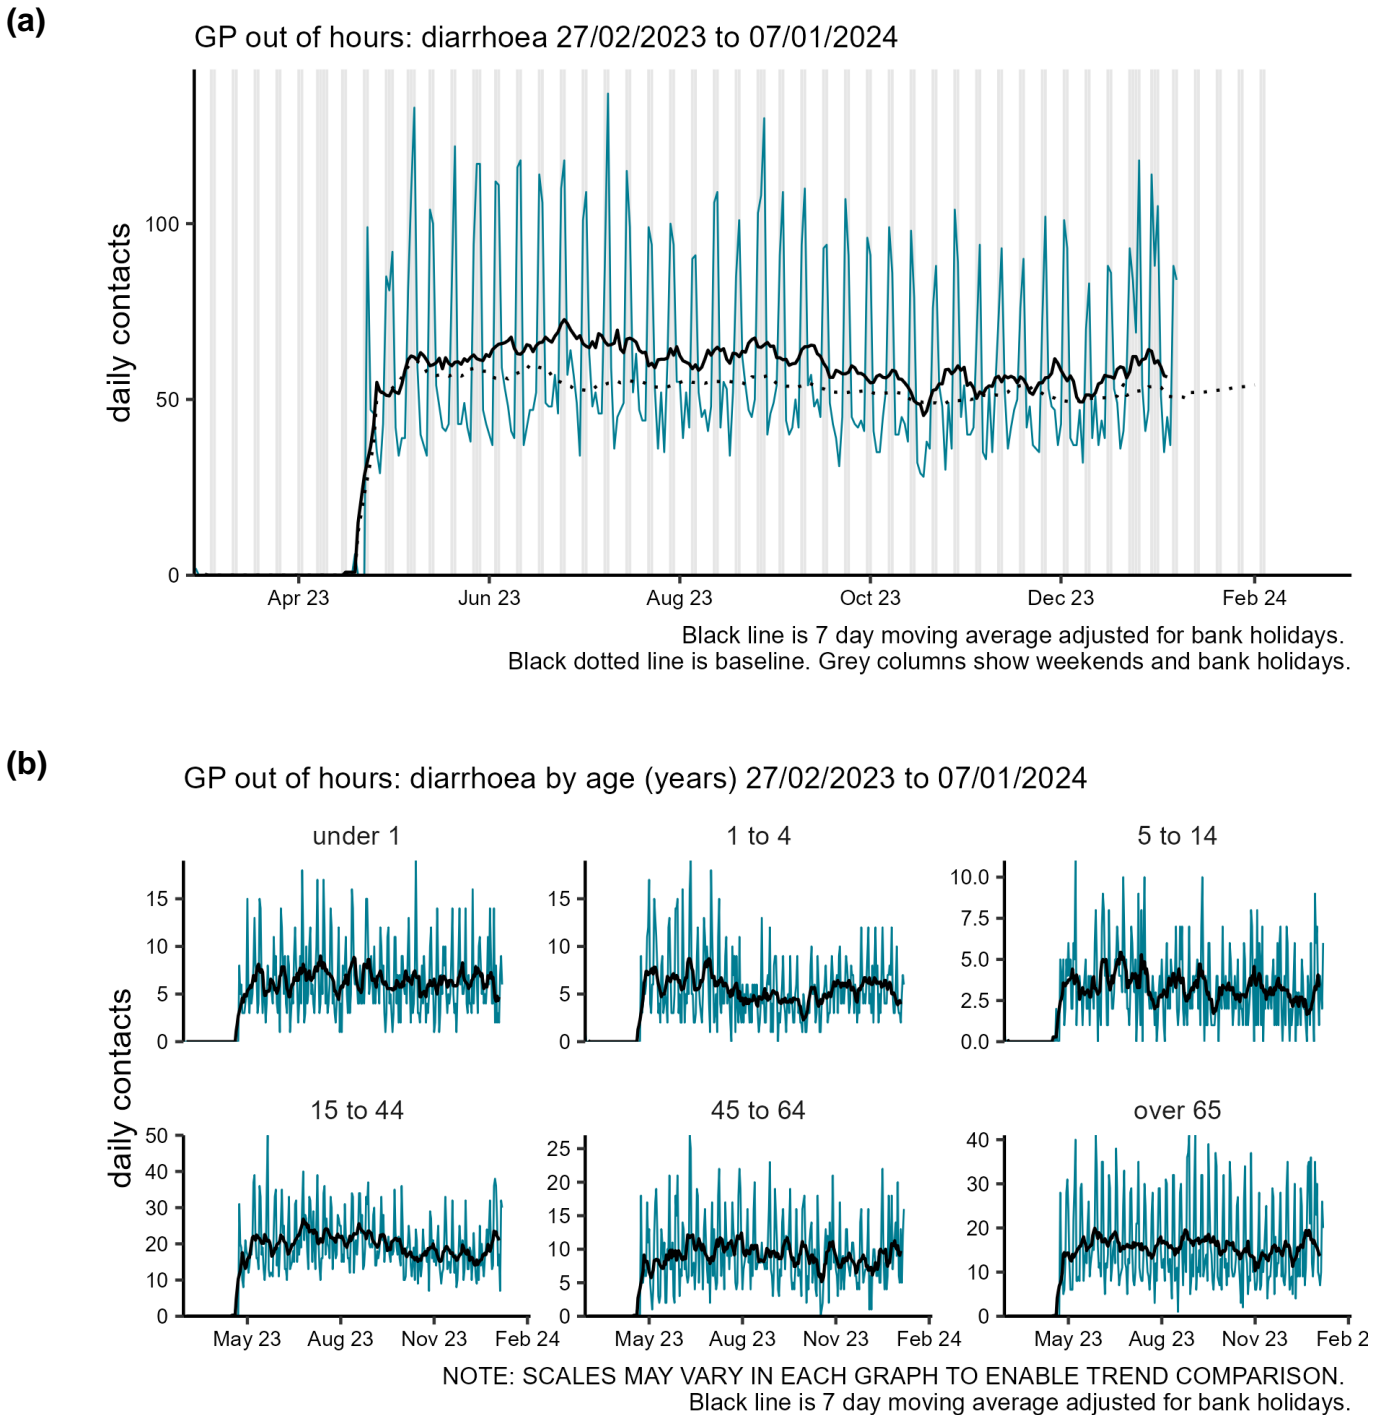 (a)
GP out of hours: diarrhoea 27/02/2023 to 07/01/2024
daily contacts
100
50
0
Apr 23 Jun 23 Aug 23 Oct 23 Dec 23 Feb 24
Black line is 7 day moving average adjusted for bank holidays.
Black dotted line is baseline. Grey columns show weekends and bank holidays.
(b)
GP out of hours: diarrhoea by age (years) 27/02/2023 to 07/01/2024
daily contacts
under 1
15
10
5
0
1 to 4
15
10
5
0
5 to 14
10.0
7.5
5.0
2.5
0.0
15 to 44
50
40
30
20
10
0
May 23 Aug 23 Nov 23 Feb 24
45 to 64
25
20
15
10
5
0
May 23 Aug 23 Nov 23 Feb 24
over 65
40
30
20
10
0
May 23 Aug 23 Nov 23 Feb 2
NOTE: SCALES MAY VARY IN EACH GRAPH TO ENABLE TREND COMPARISON.
Black line is 7 day moving average adjusted for bank holidays.